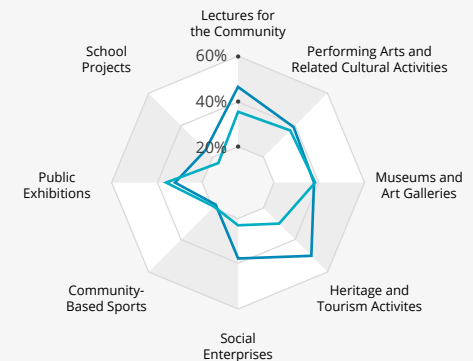 Lectures for
the Community
60%
School
Projects
Performing Arts and
Related Cultural Activities
40%
20%
Public
Exhibitions
Museums and
Art Galleries
Community-
Based Sports
Heritage and
Tourism Activites
Social
Enterprises